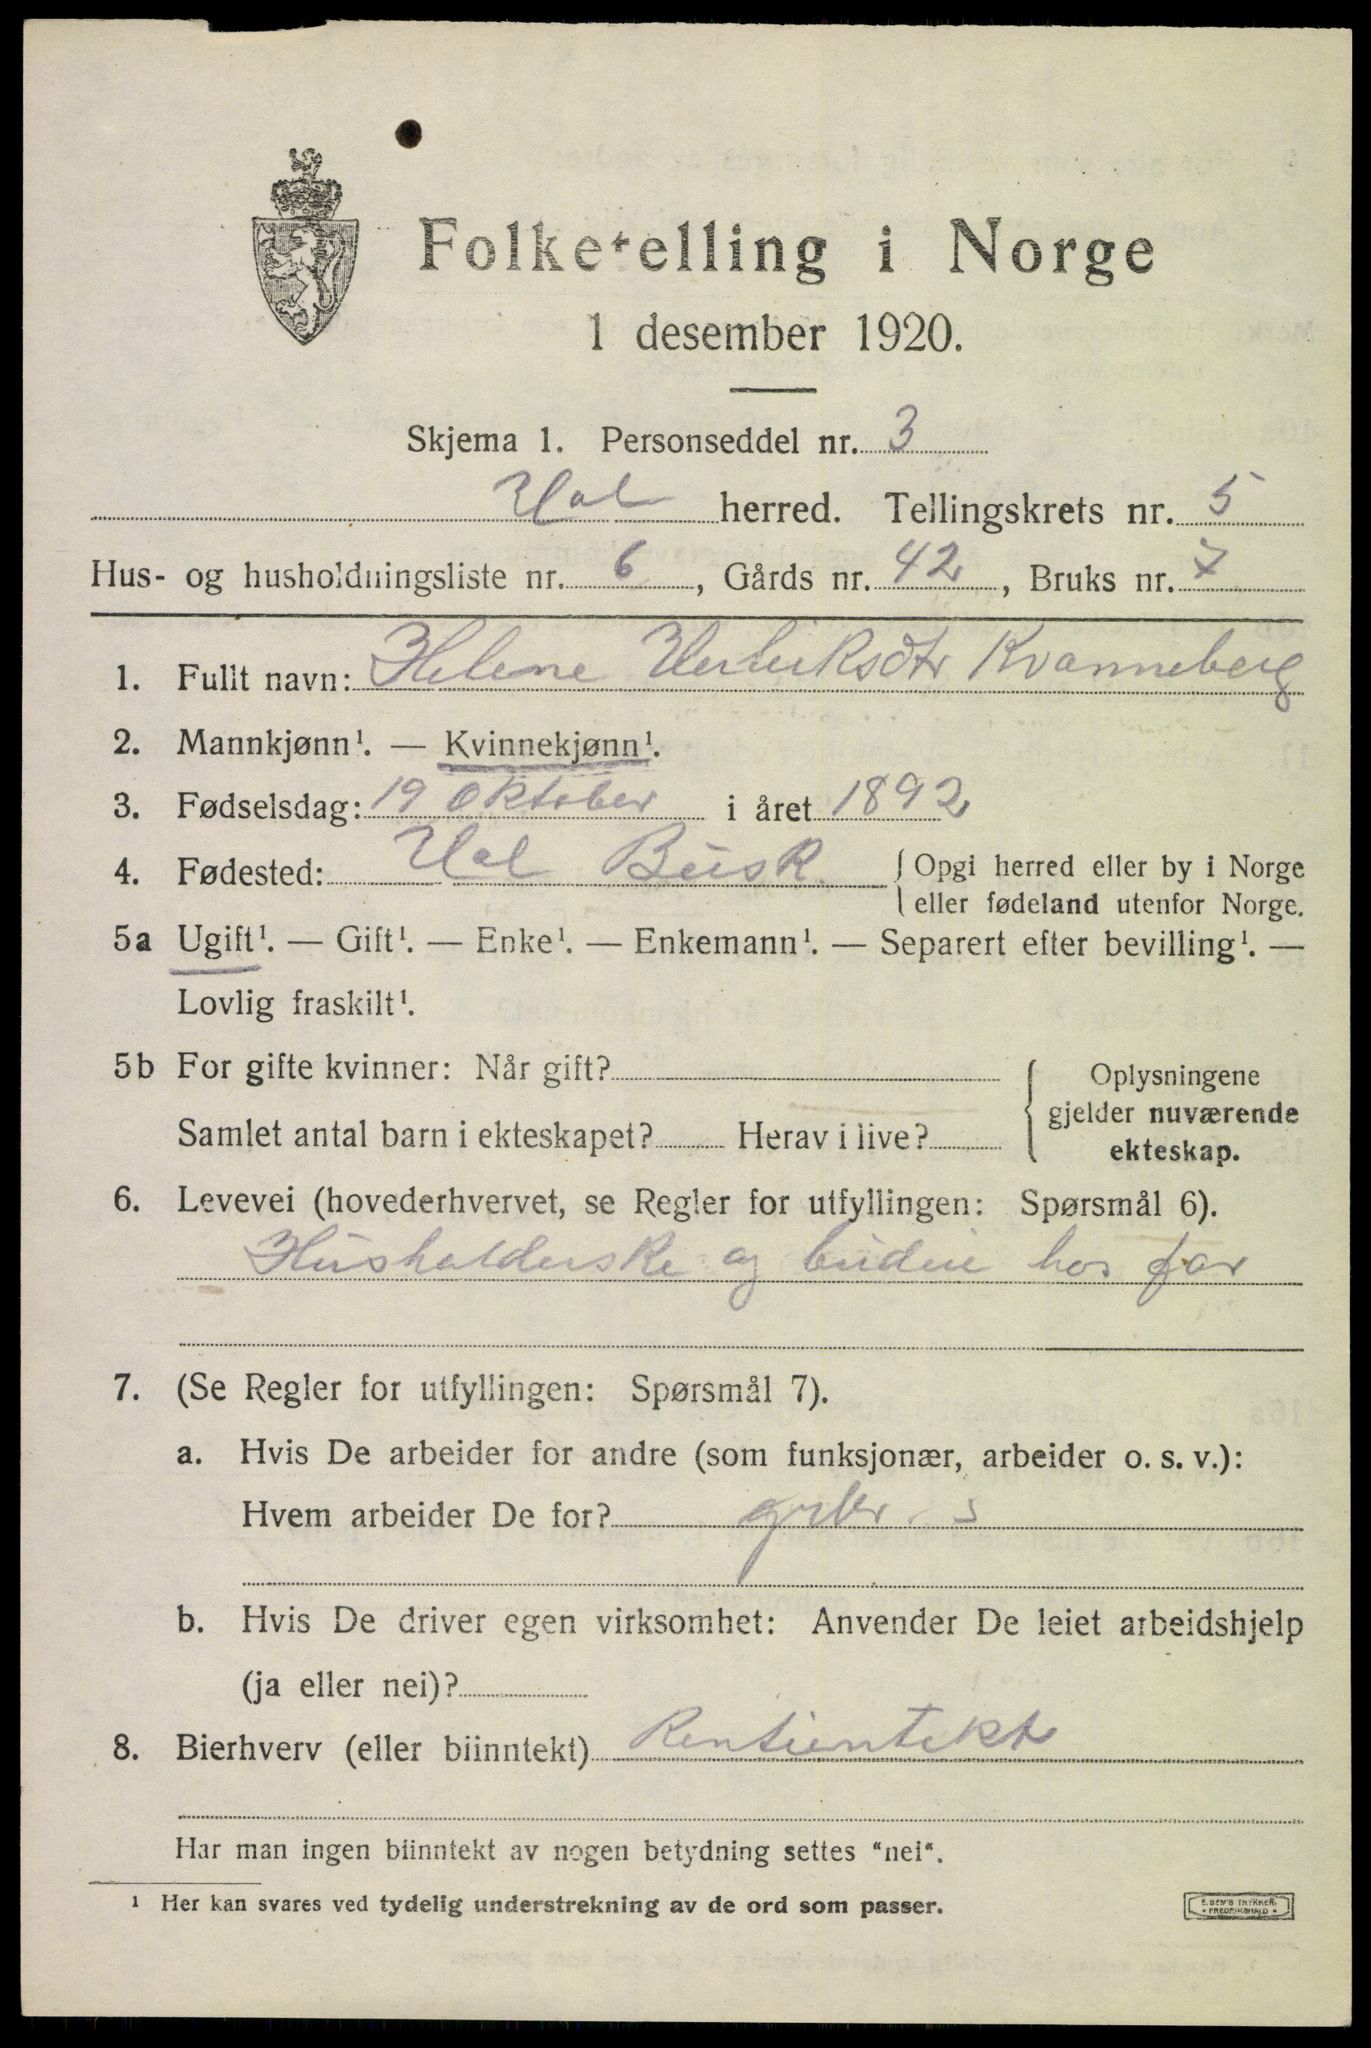 Folketelling i Norge
1 desember 1920.
Skjema 1. Personseddel nr. 3
Hol herred. Tellingskrets nr. 5
Hus- og husholdningsliste nr. 6, Gårds nr. 42, Bruks nr. 7
1. Fullt navn: Helene Kvanneberg
2. Mannkjønn¹. — Kvinnekjønn¹.
3. Fødselsdag: 19 Oktober i året 1892
4. Fødested: Hol Busk. Opgi herred eller by i Norge
eller fødeland utenfor Norge.
5a Ugift¹. — Gift¹. — Enke¹. — Enkemann¹. — Separert efter bevilling¹. —
Lovlig fraskilt¹.
5b For gifte kvinner: Når gift?
Samlet antal barn i ekteskapet? Herav i live?
Oplysningene
gjelder nuværende
ekteskap.
6. Levevei (hovederhvervet, se Regler for utfyllingen: Spørsmål 6).
Husholderske og budeie hos far
7. (Se Regler for utfyllingen: Spørsmål 7).
a. Hvis De arbeider for andre (som funksjonær, arbeider o. s. v.):
Hvem arbeider De for? grbr. s
b. Hvis De driver egen virksomhet: Anvender De leiet arbeidshjelp
(ja eller nei)?
8. Bierhverv (eller biinntekt) Renteintekt
Har man ingen biinntekt av nogen betydning settes "nei".
¹ Her kan svares ved tydelig understrekning av de ord som passer.
E. SEM'S TRYKKERI,
FREDRIKSHALD